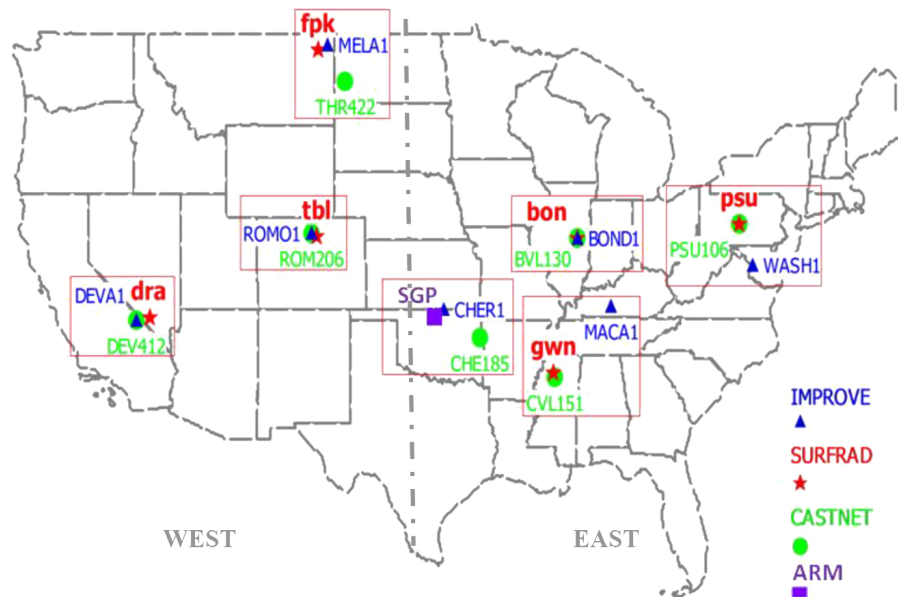 fpk
MELA1
THR422
tbl
ROMO1
ROM206
bon
BOND1
BVL130
psu
PSU106
WASH1
DEVA1
dra
DEV412
SGP
CHER1
CHE185
MACA1
gwn
CVL151
IMPROVE
SURFRAD
CASTNET
ARM
WEST
EAST